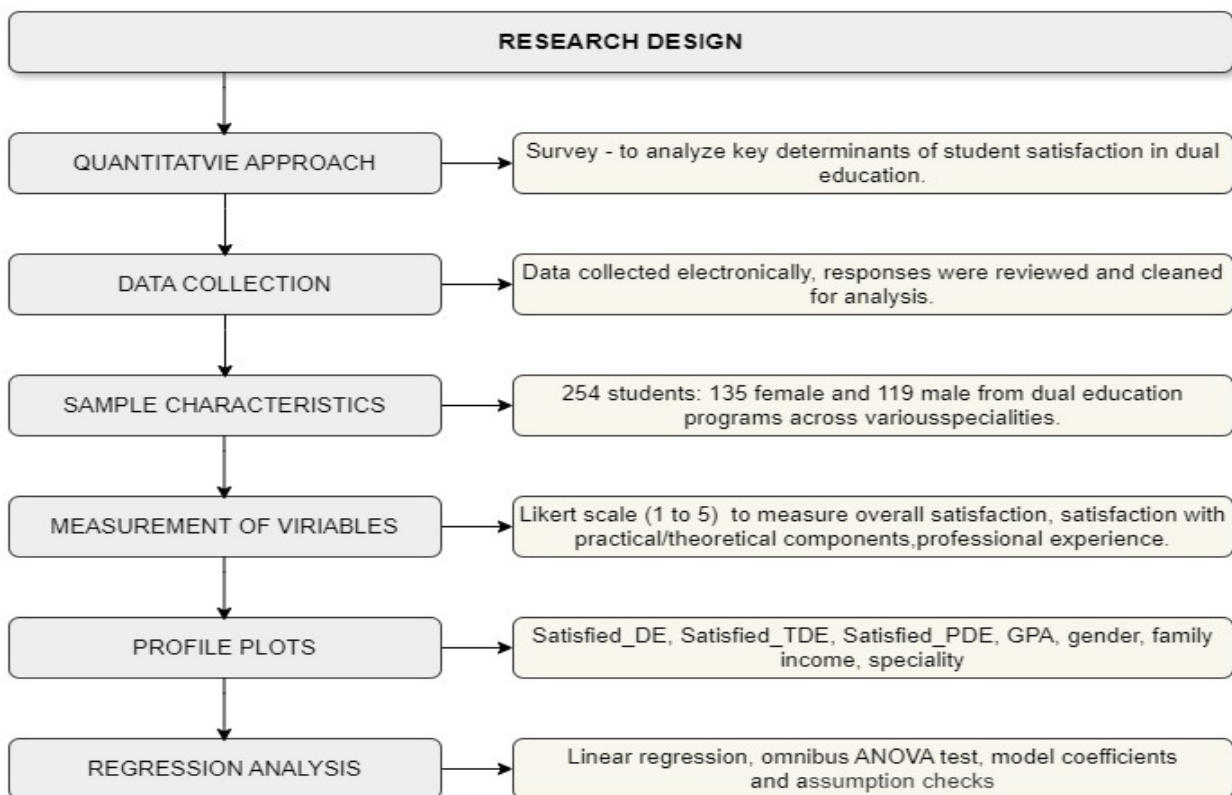 RESEARCH DESIGN
QUANTITATVIE APPROACH
Survey - to analyze key determinants of student satisfaction in dual
education.
DATA COLLECTION
Data collected electronically, responses were reviewed and cleaned
for analysis.
SAMPLE CHARACTERISTICS
254 students: 135 female and 119 male from dual education
programs across variousspecialities.
MEASUREMENT OF VIRIABLES
Likert scale (1 to 5) to measure overall satisfaction, satisfaction with
practical/theoretical components,professional experience.
PROFILE PLOTS
Satisfied_DE, Satisfied_TDE, Satisfied_PDE, GPA, gender, family
income, speciality
REGRESSION ANALYSIS
Linear regression, omnibus ANOVA test, model coefficients
and assumption checks